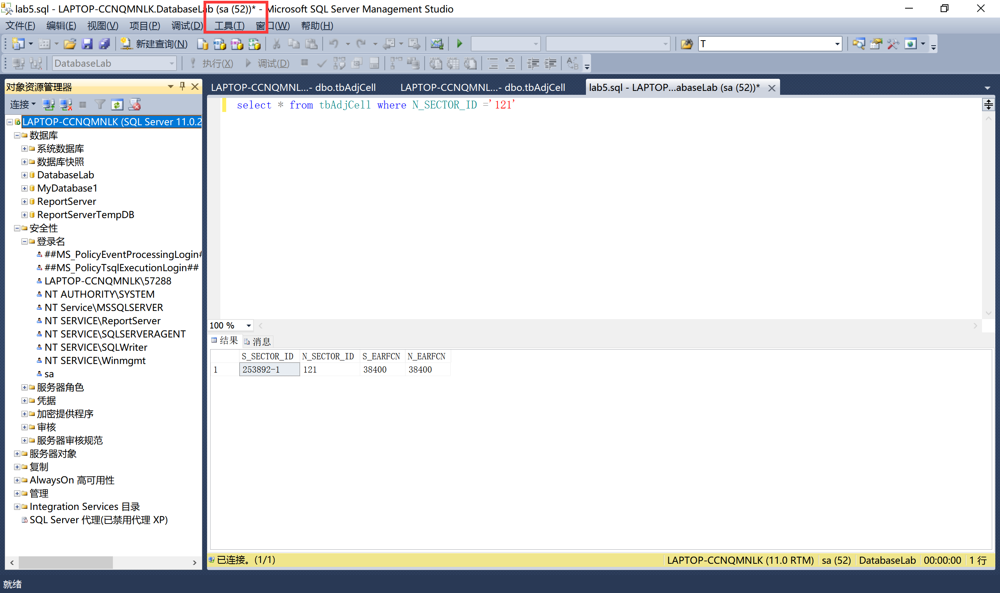 lab5.sql - LAPTOP-CCNQMNLK.DatabaseLab (sa (52))* - Microsoft SQL Server Management Studio
文件(F) 编辑(E) 视图(V) 项目(P) 调试(D) 工具(T) 窗口(W) 帮助(H)
新建查询(N) MDX DMX XMLA T
DatabaseLab 执行(X) 调试(D)
对象资源管理器
连接
LAPTOP-CCNQMNLK (SQL Server 11.0.2
数据库
系统数据库
数据库快照
DatabaseLab
MyDatabase1
ReportServer
ReportServerTempDB
安全性
登录名
##MS_PolicyEventProcessingLogin#
##MS_PolicyTsqlExecutionLogin##
LAPTOP-CCNQMNLK\57288
NT AUTHORITY\SYSTEM
NT Service\MSSQLSERVER
NT SERVICE\ReportServer
NT SERVICE\SQLSERVERAGENT
NT SERVICE\SQLWriter
NT SERVICE\Winmgmt
sa
服务器角色
凭据
加密提供程序
审核
服务器审核规范
服务器对象
复制
AlwaysOn 高可用性
管理
Integration Services 目录
SQL Server 代理(已禁用代理 XP)
LAPTOP-CCNQMNL...- dbo.tbAdjCell LAPTOP-CCNQMNL...- dbo.tbAdjCell lab5.sql - LAPTOP...abaseLab (sa (52))*
select * from tbAdjCell where N_SECTOR_ID ='121'
100 %
结果 消息
S_SECTOR_ID N_SECTOR_ID S_EARFCN N_EARFCN
1 253892-1 121 38400 38400
已连接。(1/1) LAPTOP-CCNQMNLK (11.0 RTM) sa (52) DatabaseLab 00:00:00 1 行
就绪